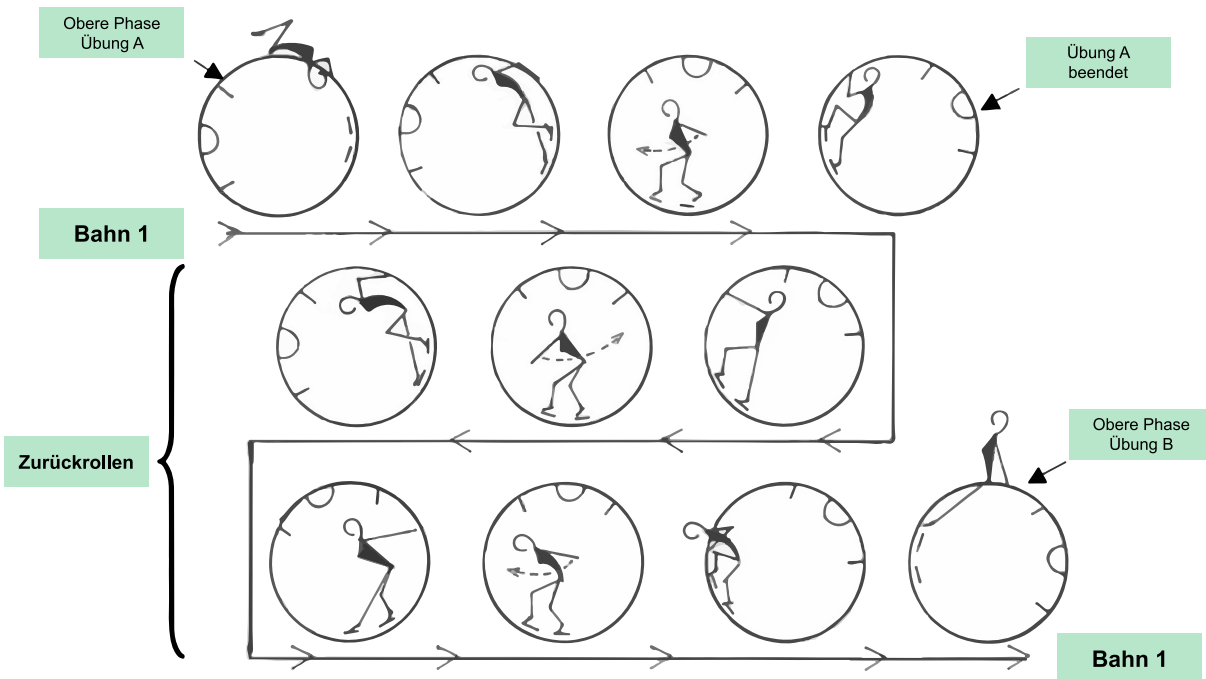 Obere Phase
Übung A
Übung A
beendet
Bahn 1
Zurückrollen
Obere Phase
Übung B
Bahn 1